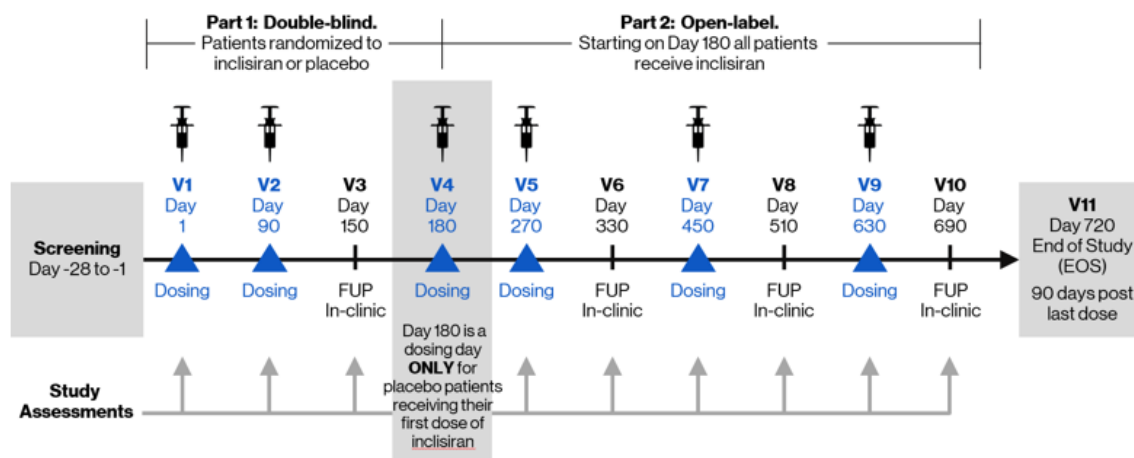 Part 1: Double-blind.
Patients randomized to
inclisiran or placebo
Part 2: Open-label.
Starting on Day 180 all patients
receive inclisiran
Screening
Day -28 to -1
V1
Day
1
Dosing
V2
Day
90
Dosing
V3
Day
150
FUP
In-clinic
V4
Day
180
Dosing
Day 180 is a
dosing day
ONLY for
placebo patients
receiving their
first dose of
inclisiran
V5
Day
270
Dosing
V6
Day
330
FUP
In-clinic
V7
Day
450
Dosing
V8
Day
510
FUP
In-clinic
V9
Day
630
Dosing
V10
Day
690
FUP
In-clinic
V11
Day 720
End of Study
(EOS)
90 days post
last dose
Study
Assessments